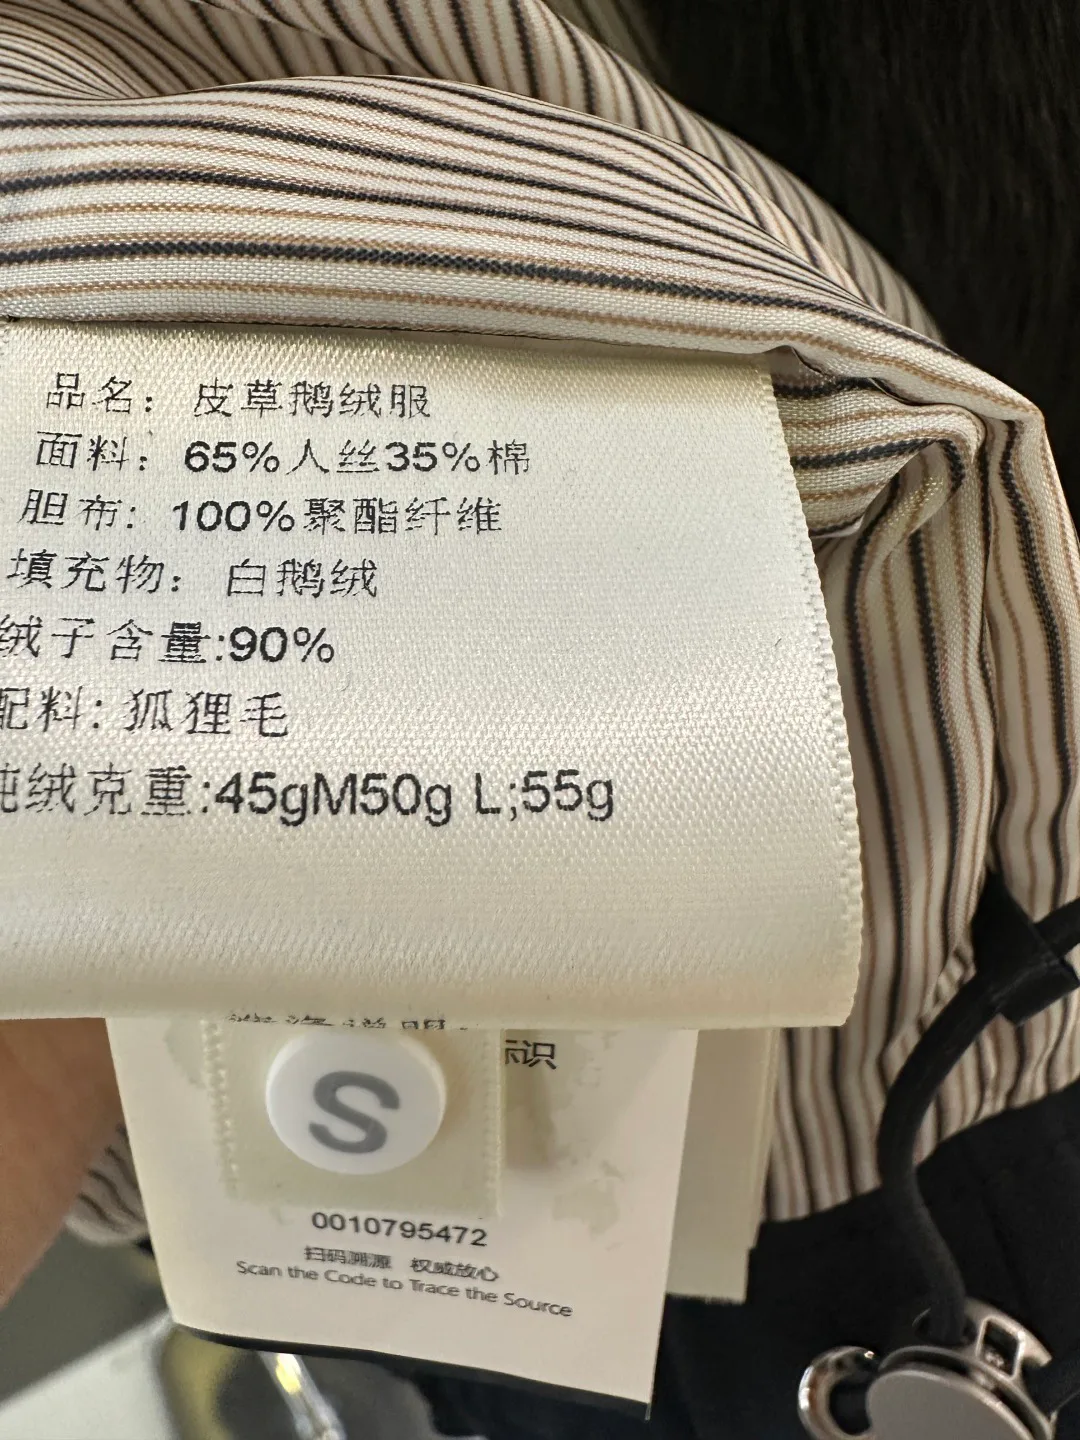 品名：皮草鹅绒服
面料：65%人丝35%棉
胆布：100%聚酯纤维
填充物：白鹅绒
绒子含量:90%
配料：狐狸毛
纯绒克重:45gM50g L;55g
标识
S
0010795472
扫码溯源 权威放心
Scan the Code to Trace the Source